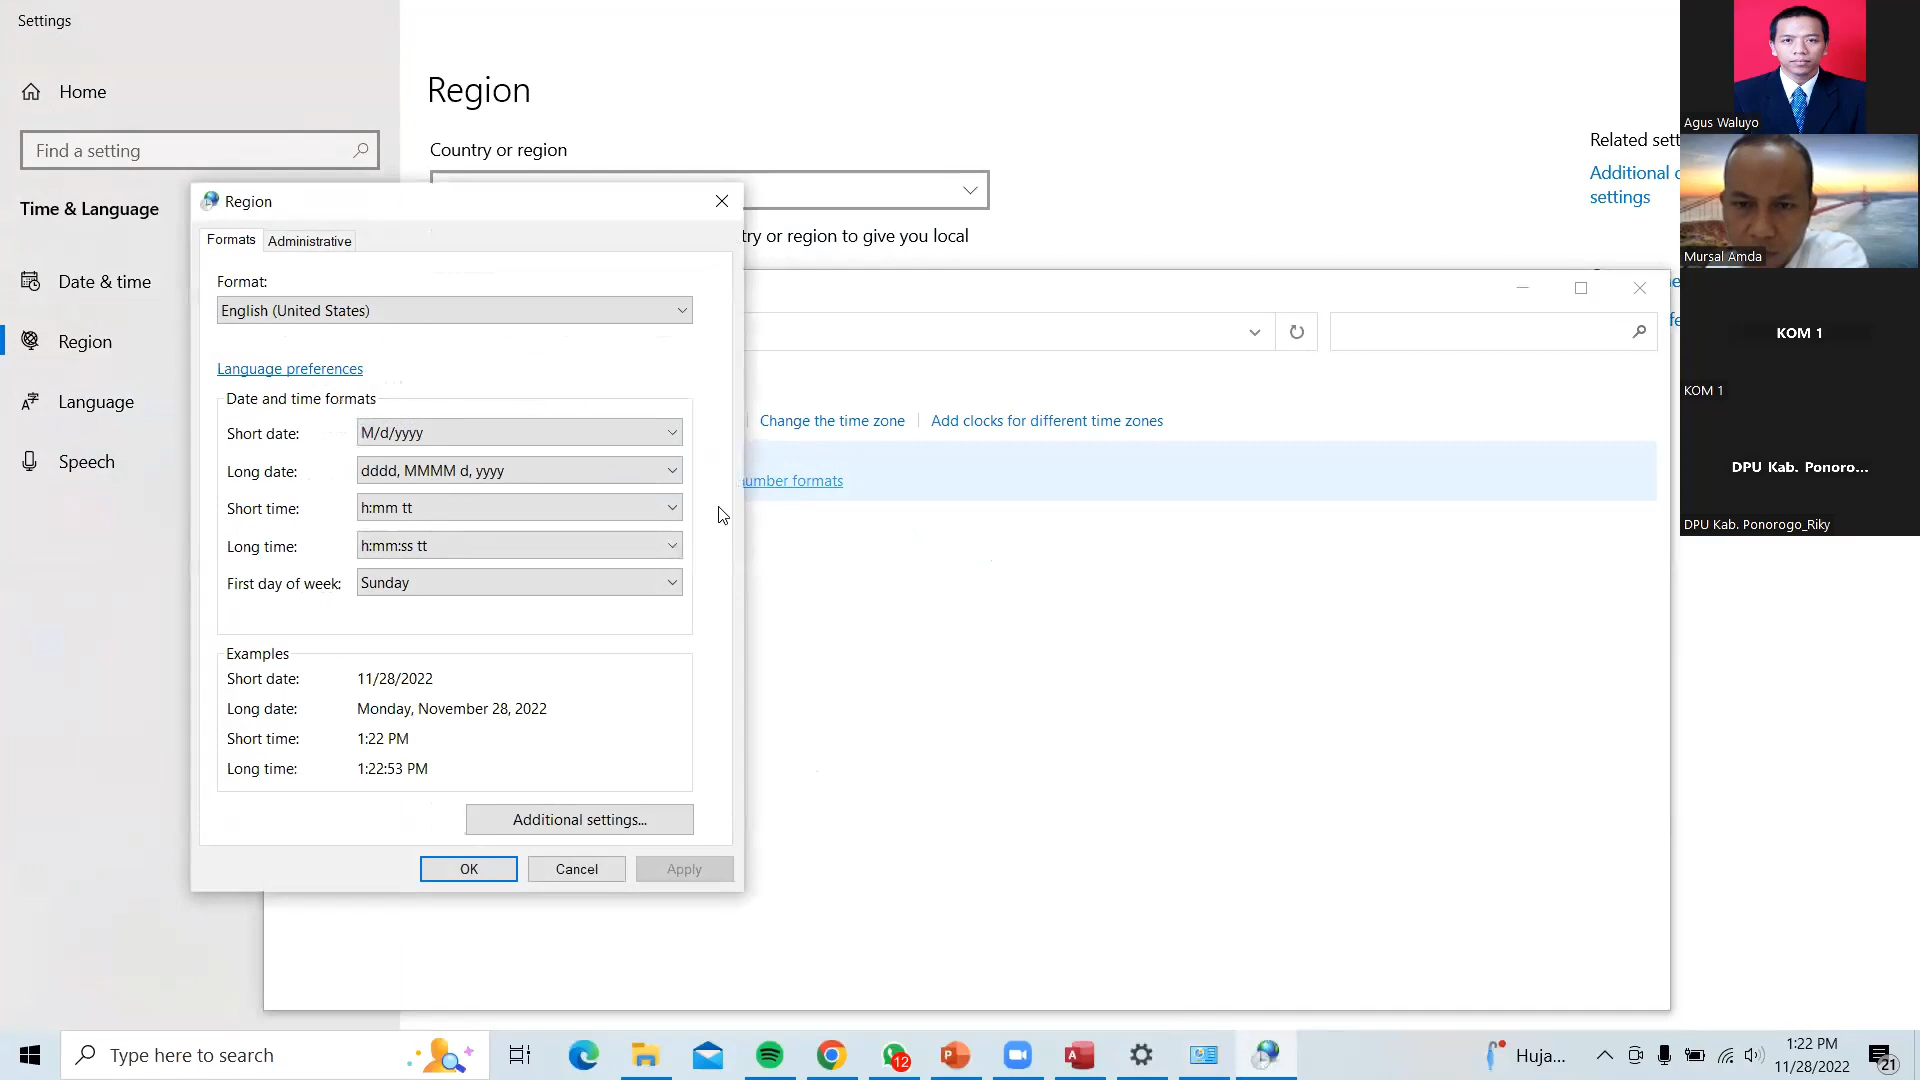 Settings
Home
Find a setting
Time & Language
Date & time
Region
Language
Speech
Region
Country or region
try or region to give you local
Related sett
Additional
settings
Region
Formats
Administrative
Format:
English (United States)
Language preferences
Date and time formats
Short date: M/d/yyyy
Long date: dddd, MMMM d, yyyy
Short time: h:mm tt
Long time: h:mm:ss tt
First day of week: Sunday
Examples
Short date: 11/28/2022
Long date: Monday, November 28, 2022
Short time: 1:22 PM
Long time: 1:22:53 PM
Additional settings...
OK
Cancel
Apply
Change the time zone
Add clocks for different time zones
number formats
Agus Waluyo
Mursal Amda
KOM 1
KOM 1
DPU Kab. Ponoro...
DPU Kab. Ponorogo_Riky
Type here to search
12
Huja...
1:22 PM
11/28/2022
21